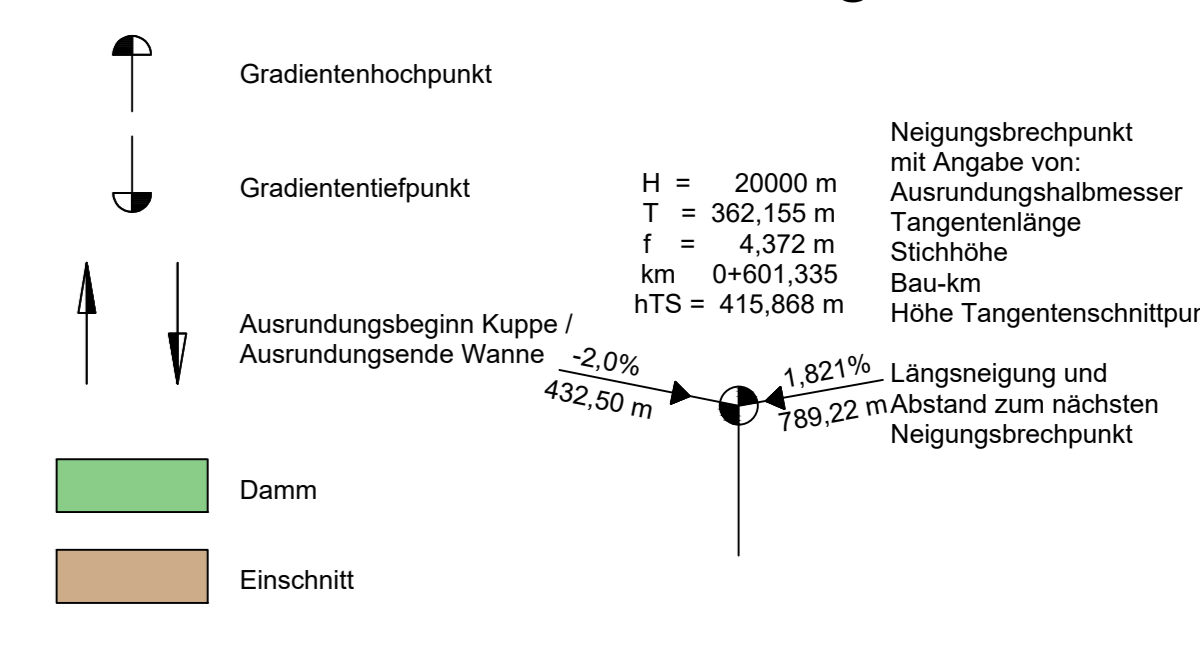 Gradientenhochpunkt
Gradiententiefpunkt
Ausrundungsbeginn Kuppe /
Ausrundungsende Wanne
Damm
Einschnitt
H = 20000 m
T = 362,155 m
f = 4,372 m
km 0+601,335
hTS = 415,868 m
Neigungsbrechpunkt
mit Angabe von:
Ausrundungshalbmesser
Tangentenlänge
Stichhöhe
Bau-km
Höhe Tangentenschnittpun
-2,0%
432,50 m
1,821%
789,22 m
Längsneigung und
Abstand zum nächsten
Neigungsbrechpunkt